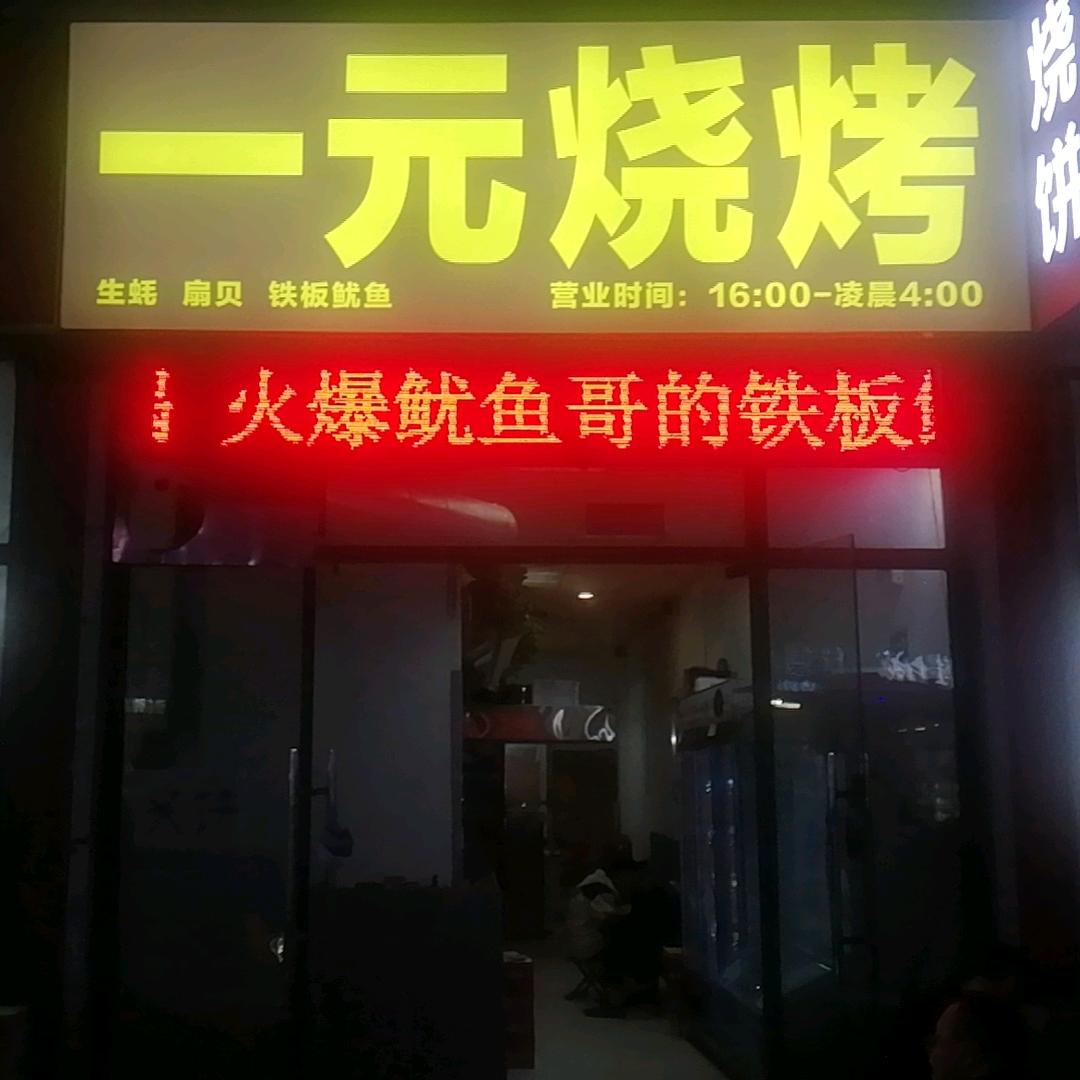 一元烧烤
生蚝 扇贝 铁板鱿鱼
营业时间：16:00-凌晨4:00
火爆鱿鱼哥的铁板
烧饼